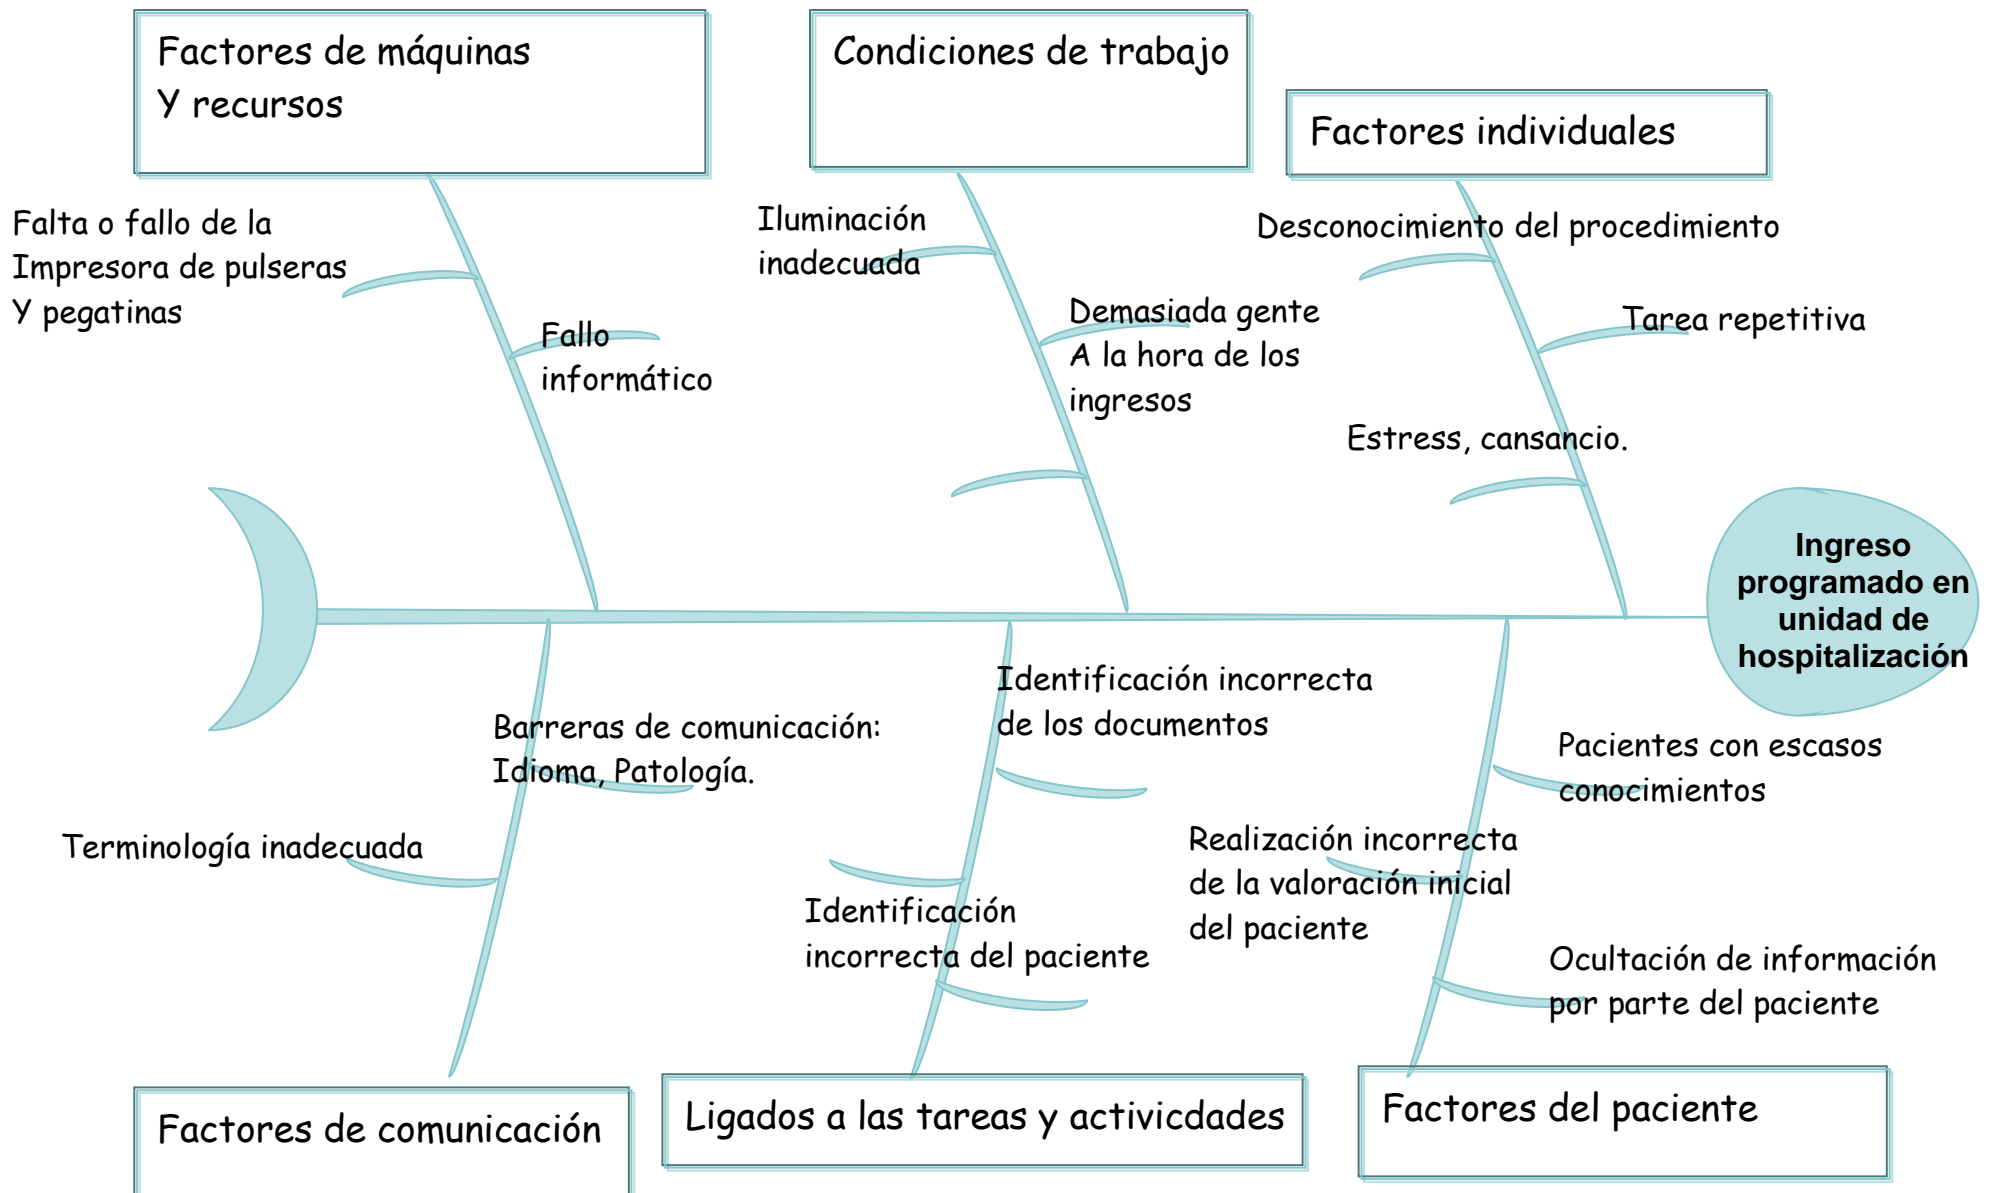 Factores de máquinas
Y recursos
Condiciones de trabajo
Factores individuales
Falta o fallo de la
Impresora de pulseras
Y pegatinas
Fallo
informático
Iluminación
inadecuada
Demasiada gente
A la hora de los
ingresos
Desconocimiento del procedimiento
Tarea repetitiva
Estress, cansancio.
Ingreso
programado en
unidad de
hospitalización
Barreras de comunicación:
Idioma, Patología.
Terminología inadecuada
Identificación incorrecta
de los documentos
Identificación
incorrecta del paciente
Pacientes con escasos
conocimientos
Realización incorrecta
de la valoración inicial
del paciente
Ocultación de información
por parte del paciente
Factores de comunicación
Ligados a las tareas y activicdades
Factores del paciente